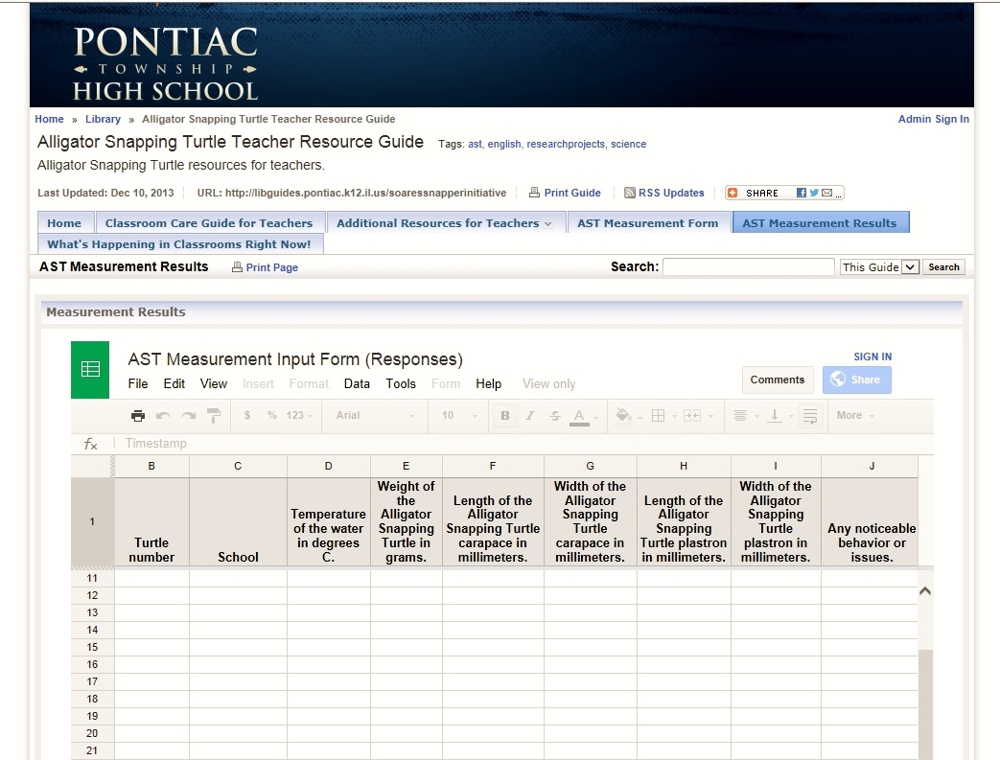 PONTIAC
TOWNSHIP
HIGH SCHOOL
Home » Library » Alligator Snapping Turtle Teacher Resource Guide Admin Sign In
Alligator Snapping Turtle Teacher Resource Guide Tags: ast, english, researchprojects, science
Alligator Snapping Turtle resources for teachers.
Last Updated: Dec 10, 2013 URL: http://libguides.pontiac.k12.il.us/soaressnapperinitiative Print Guide RSS Updates SHARE ...
Home Classroom Care Guide for Teachers Additional Resources for Teachers AST Measurement Form AST Measurement Results
What's Happening in Classrooms Right Now!
AST Measurement Results Print Page Search: This Guide Search
Measurement Results
AST Measurement Input Form (Responses) SIGN IN
File Edit View Insert Format Data Tools Form Help View only Comments Share
$ % 123 Arial 10 B I S A More
fx Timestamp
B C D E F G H I J
1
Turtle
number
School
Temperature
of the water
in degrees
C.
Weight of
the
Alligator
Snapping
Turtle in
grams.
Length of the
Alligator
Snapping Turtle
carapace in
millimeters.
Width of the
Alligator
Snapping
Turtle
carapace in
millimeters.
Length of the
Alligator
Snapping
Turtle plastron
in millimeters.
Width of the
Alligator
Snapping
Turtle
plastron in
millimeters.
Any noticeable
behavior or
issues.
11
12
13
14
15
16
17
18
19
20
21